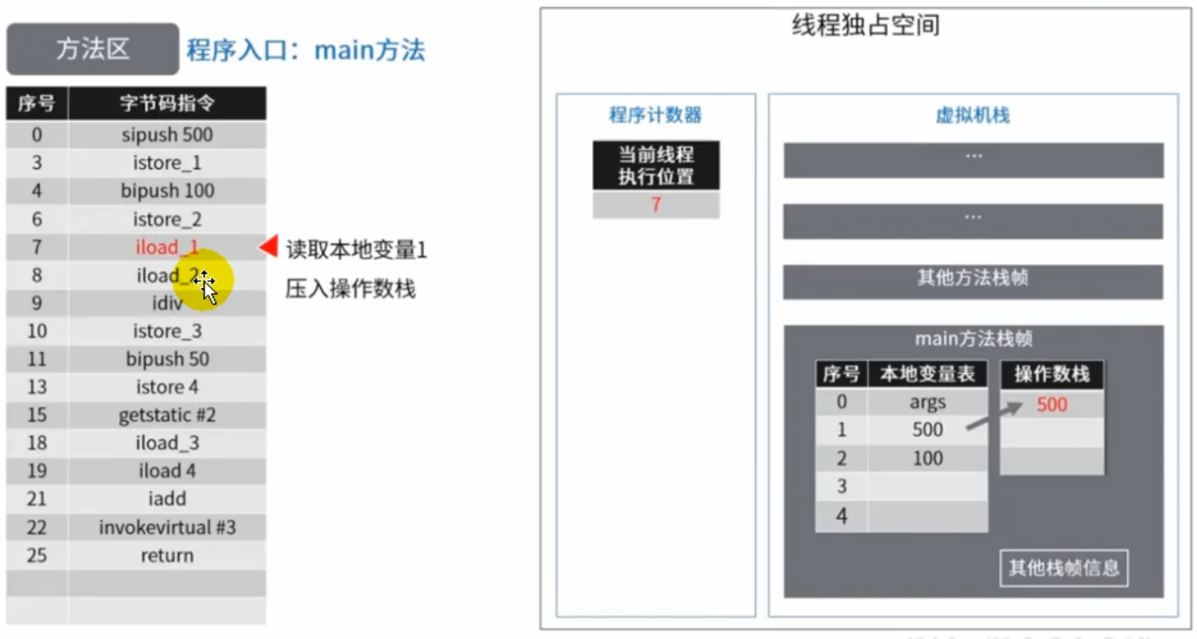 方法区
程序入口：main方法
序号 字节码指令
0 sipush 500
3 istore_1
4 bipush 100
6 istore_2
7 iload_1
8 iload_2
9 idiv
10 istore_3
11 bipush 50
13 istore 4
15 getstatic #2
18 iload_3
19 iload 4
21 iadd
22 invokevirtual #3
25 return
读取本地变量1
压入操作数栈
线程独占空间
程序计数器
当前线程
执行位置
7
虚拟机栈
...
...
其他方法栈帧
main方法栈帧
序号 本地变量表
0 args
1 500
2 100
3
4
操作数栈
500
其他栈帧信息